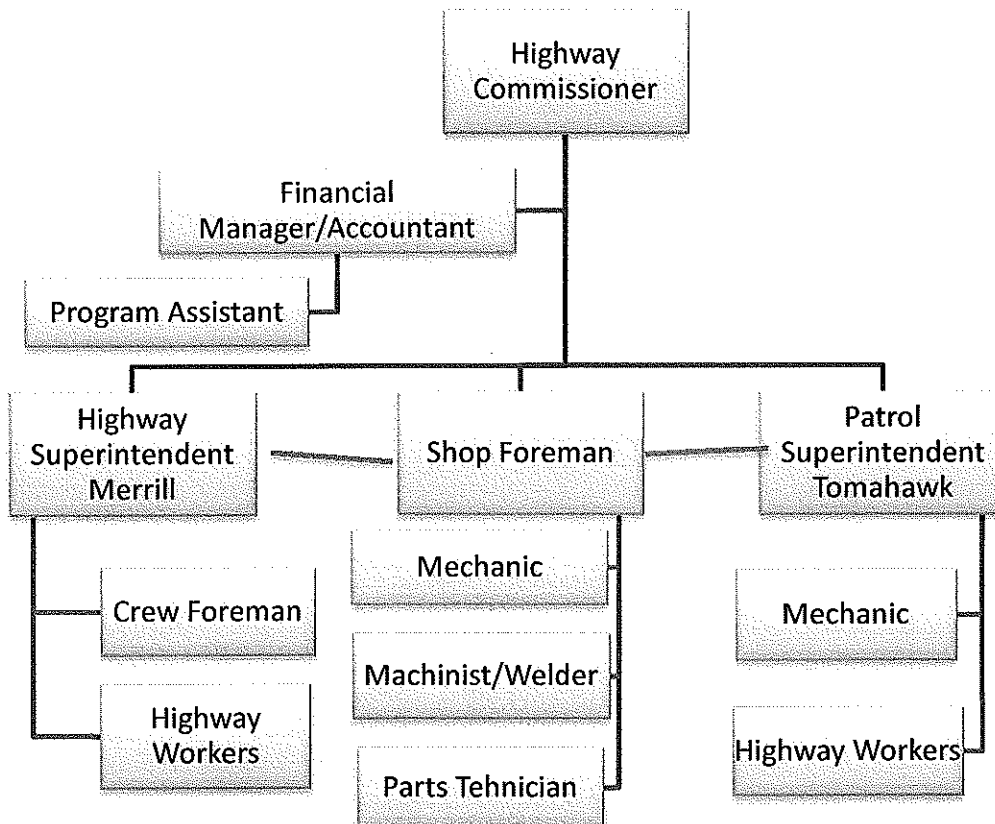 Highway
Commissioner
Financial
Manager/Accountant
Program Assistant
Highway
Superintendent
Merrill
Shop Foreman
Patrol
Superintendent
Tomahawk
Crew Foreman
Highway
Workers
Mechanic
Machinist/Welder
Parts Tehnician
Mechanic
Highway Workers